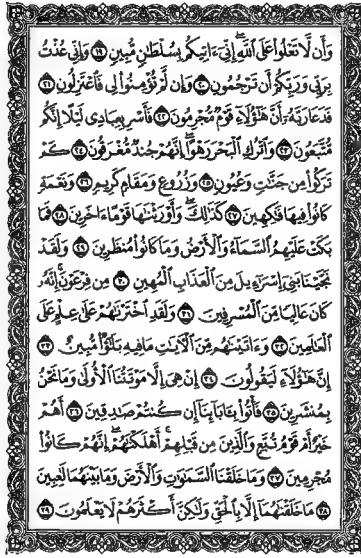 وَأَن لَّا تَعْلُوا۟ عَلَى ٱللَّهِ ۖ إِنِّىٓ ءَاتِيكُم بِسُلْطَـٰنٍ مُّبِينٍ ١٩ وَإِنِّى عُذْتُ
بِرَبِّى وَرَبِّكُمْ أَن تَرْجُمُونِ ٢٠ وَإِن لَّمْ تُؤْمِنُوا۟ لِى فَٱعْتَزِلُونِ ٢١
فَدَعَا رَبَّهُۥٓ أَنَّ هَـٰٓؤُلَآءِ قَوْمٌ مُّجْرِمُونَ ٢٢ فَأَسْرِ بِعِبَادِى لَيْلًا إِنَّكُم
مُّتَّبَعُونَ ٢٣ وَٱتْرُكِ ٱلْبَحْرَ رَهْوًا ۖ إِنَّهُمْ جُندٌ مُّغْرَقُونَ ٢٤ كَمْ
تَرَكُوا۟ مِن جَنَّـٰتٍ وَعُيُونٍ ٢٥ وَزُرُوعٍ وَمَقَامٍ كَرِيمٍ ٢٦ وَنَعْمَةٍ
كَانُوا۟ فِيهَا فَـٰكِهِينَ ٢٧ كَذَٰلِكَ ۖ وَأَوْرَثْنَـٰهَا قَوْمًا ءَاخَرِينَ ٢٨ فَمَا
بَكَتْ عَلَيْهِمُ ٱلسَّمَآءُ وَٱلْأَرْضُ وَمَا كَانُوا۟ مُنظَرِينَ ٢٩ وَلَقَدْ
نَجَّيْنَا بَنِىٓ إِسْرَٰٓءِيلَ مِنَ ٱلْعَذَابِ ٱلْمُهِينِ ٣٠ مِن فِرْعَوْنَ ۚ إِنَّهُۥ
كَانَ عَالِيًا مِّنَ ٱلْمُسْرِفِينَ ٣١ وَلَقَدِ ٱخْتَرْنَـٰهُمْ عَلَىٰ عِلْمٍ عَلَى
ٱلْعَـٰلَمِينَ ٣٢ وَءَاتَيْنَـٰهُم مِّنَ ٱلْـَٔايَـٰتِ مَا فِيهِ بَلَـٰٓؤٌا۟ مُّبِينٌ ٣٣
إِنَّ هَـٰٓؤُلَآءِ لَيَقُولُونَ ٣٤ إِنْ هِىَ إِلَّا مَوْتَتُنَا ٱلْأُولَىٰ وَمَا نَحْنُ
بِمُنشَرِينَ ٣٥ فَأْتُوا۟ بِـَٔابَآئِنَآ إِن كُنتُمْ صَـٰدِقِينَ ٣٦ أَهُمْ
خَيْرٌ أَمْ قَوْمُ تُبَّعٍ وَٱلَّذِينَ مِن قَبْلِهِمْ ۚ أَهْلَكْنَـٰهُمْ ۖ إِنَّهُمْ كَانُوا۟
مُجْرِمِينَ ٣٧ وَمَا خَلَقْنَا ٱلسَّمَـٰوَٰتِ وَٱلْأَرْضَ وَمَا بَيْنَهُمَا لَـٰعِبِينَ
٣٨ مَا خَلَقْنَـٰهُمَآ إِلَّا بِٱلْحَقِّ وَلَـٰكِنَّ أَكْثَرَهُمْ لَا يَعْلَمُونَ ٣٩